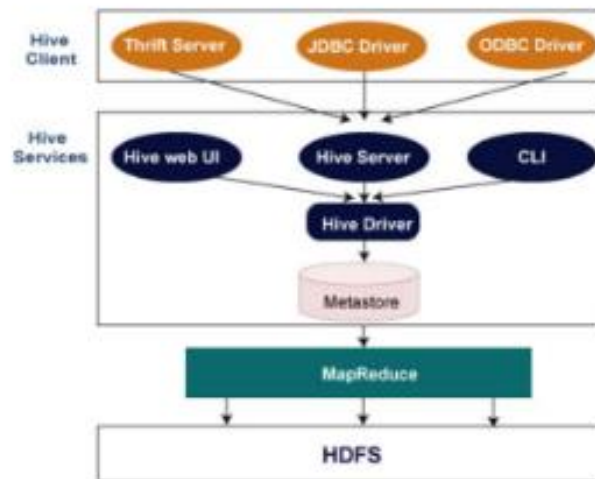 Hive
Client
Thrift Server
JDBC Driver
ODBC Driver
Hive
Services
Hive web UI
Hive Server
CLI
Hive Driver
Metastore
MapReduce
HDFS